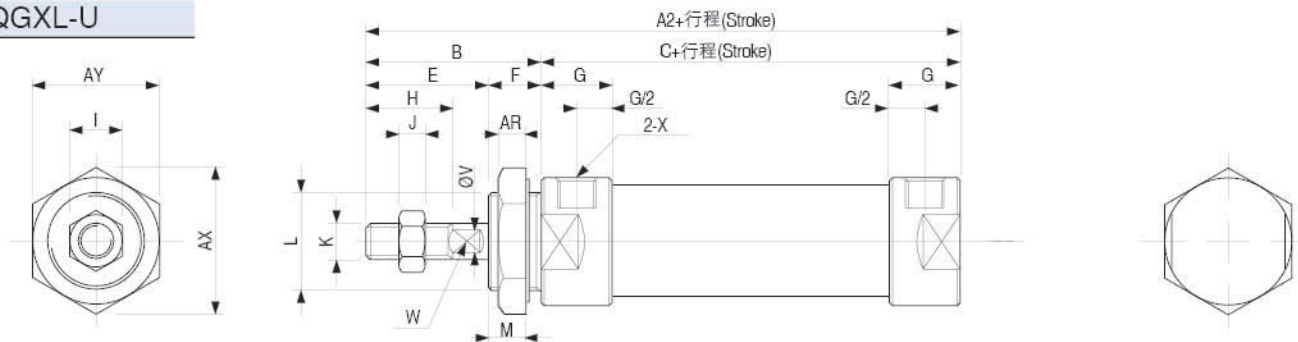 QGXL-U
A2+行程(Stroke)
B
C+行程(Stroke)
AY
E
F
G
G
I
H
G/2
G/2
J
AR
2-X
ØV
AX
L
K
W
M